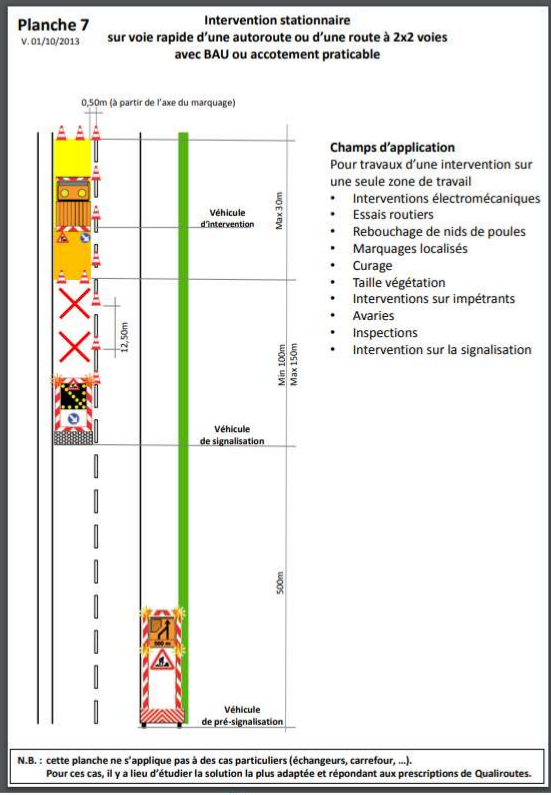 Planche 7
V. 01/10/2013
Intervention stationnaire
sur voie rapide d'une autoroute ou d'une route à 2x2 voies
avec BAU ou accotement praticable
0,50m (à partir de l'axe du marquage)
Champs d'application
Pour travaux d'une intervention sur
une seule zone de travail
• Interventions électromécaniques
• Essais routiers
• Rebouchage de nids de poules
• Marquages localisés
• Curage
• Taille végétation
• Interventions sur impétrants
• Avaries
• Inspections
• Intervention sur la signalisation
Véhicule
d'intervention
Max 30m
12,50m
Min 100m
Max 150m
Véhicule
de signalisation
500m
500 m
Véhicule
de pré-signalisation
N.B. : cette planche ne s'applique pas à des cas particuliers (échangeurs, carrefour, ...).
Pour ces cas, il y a lieu d'étudier la solution la plus adaptée et répondant aux prescriptions de Qualiroutes.